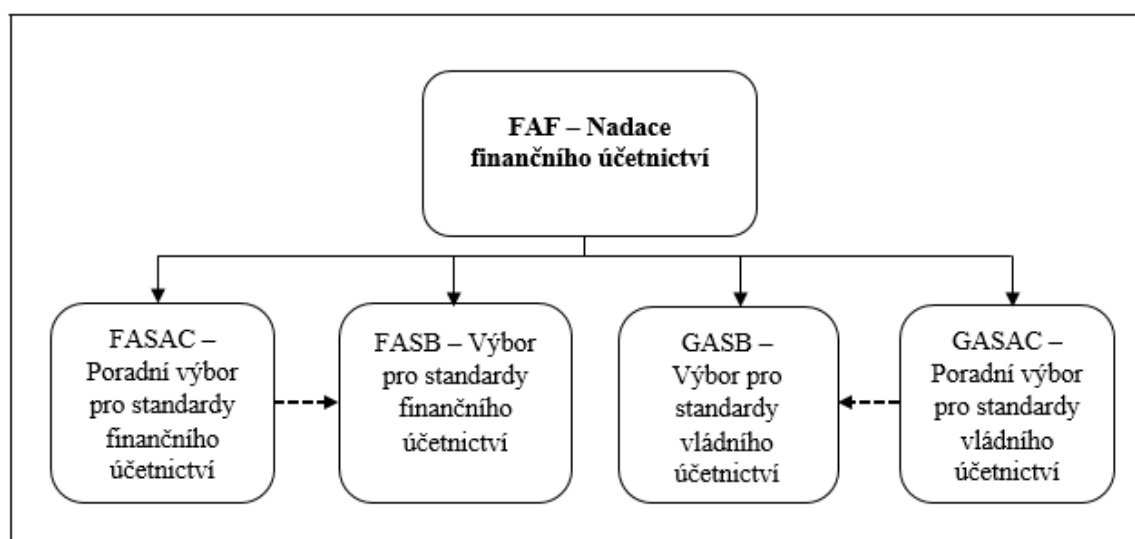 FAF – Nadace
finančního účetnictví
FASAC –
Poradní výbor
pro standardy
finančního
účetnictví
FASB – Výbor
pro standardy
finančního
účetnictví
GASB –
Výbor pro
standardy
vládního
účetnictví
GASAC –
Poradní výbor
pro standardy
vládního
účetnictví